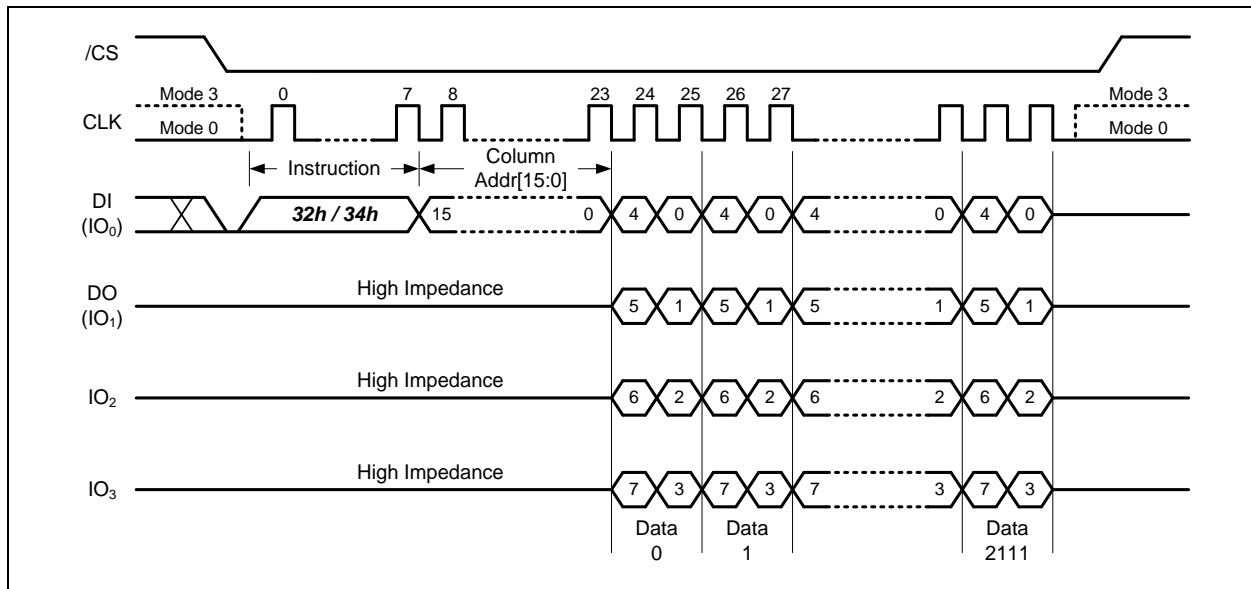 /CS
Mode 3 0 7 8 23 24 25 26 27 Mode 3
CLK
Mode 0 Mode 0
Instruction Column
Addr[15:0]
DI
(IO0) 32h / 34h 15 0 4 0 4 0 4 0 4 0
High Impedance
DO
(IO1) 5 1 5 1 5 1 5 1
High Impedance
IO2 6 2 6 2 6 2 6 2
High Impedance
IO3 7 3 7 3 7 3 7 3
Data Data Data
0 1 2111